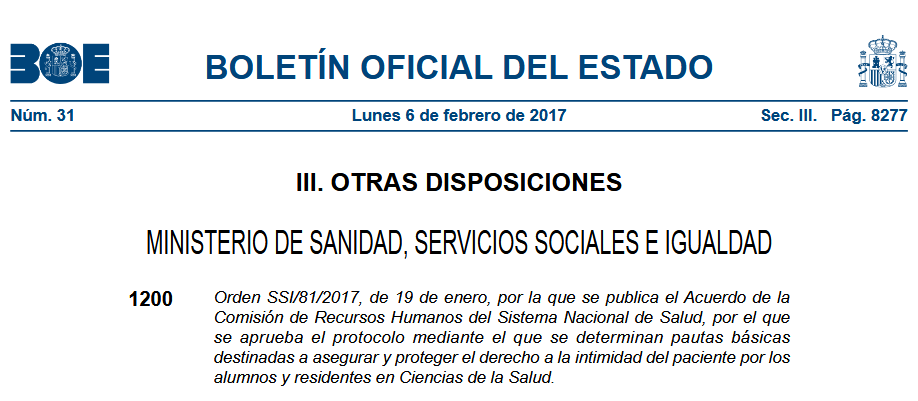 BOE
BOLETÍN OFICIAL DEL ESTADO
Núm. 31 Lunes 6 de febrero de 2017 Sec. III. Pág. 8277
III. OTRAS DISPOSICIONES
MINISTERIO DE SANIDAD, SERVICIOS SOCIALES E IGUALDAD
1200 Orden SSI/81/2017, de 19 de enero, por la que se publica el Acuerdo de la
Comisión de Recursos Humanos del Sistema Nacional de Salud, por el que
se aprueba el protocolo mediante el que se determinan pautas básicas
destinadas a asegurar y proteger el derecho a la intimidad del paciente por los
alumnos y residentes en Ciencias de la Salud.